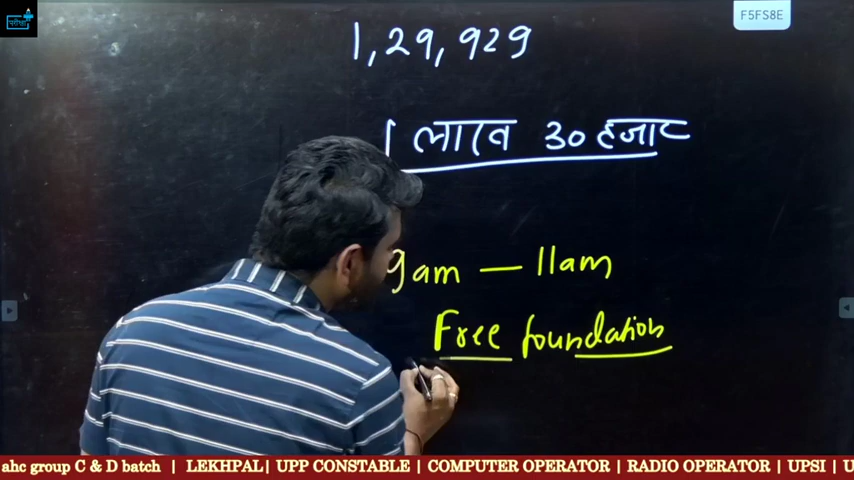 परीक्षा
F5FS8E
1,29,929
1 लाख 30 हजार
9am — 11am
Free foundation
ahc group C & D batch | LEKHPAL| UPP CONSTABLE | COMPUTER OPERATOR | RADIO OPERATOR | UPSI | U